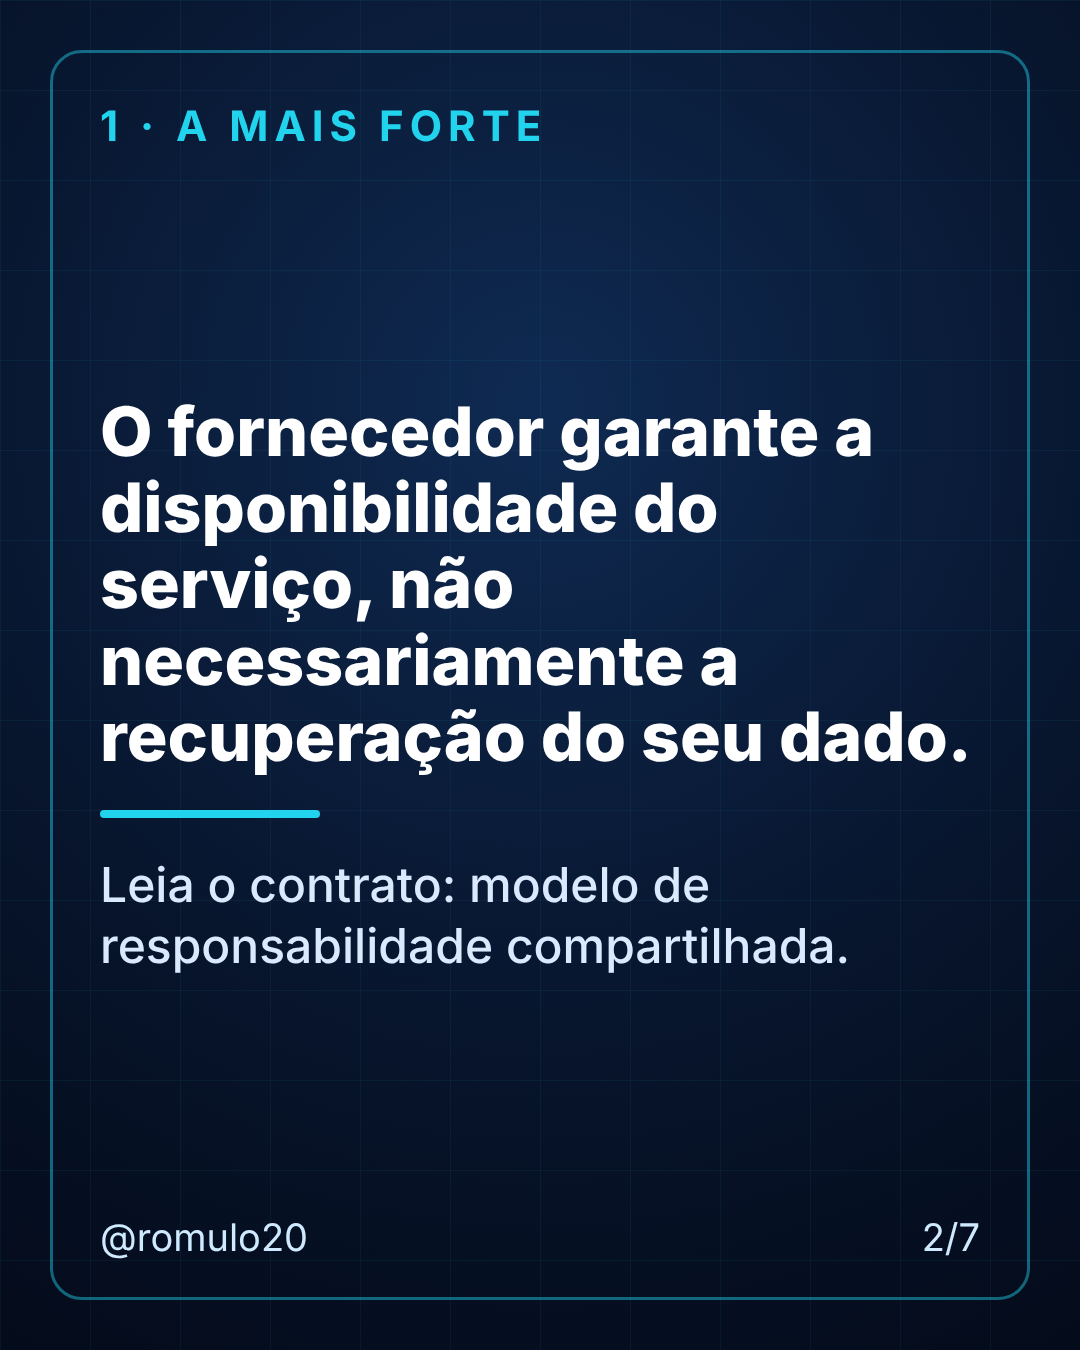 1 · A MAIS FORTE
O fornecedor garante a
disponibilidade do
serviço, não
necessariamente a
recuperação do seu dado.
Leia o contrato: modelo de
responsabilidade compartilhada.
@romulo20
2/7